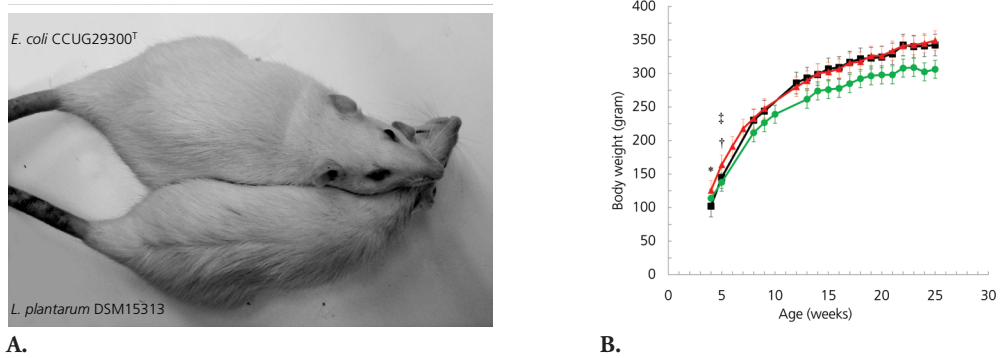 E. coli CCUG29300ᵀ
L. plantarum DSM15313
A.
400
350
300
250
200
150
100
50
0
Body weight (gram)
‡
†
*
0 5 10 15 20 25 30
Age (weeks)
B.